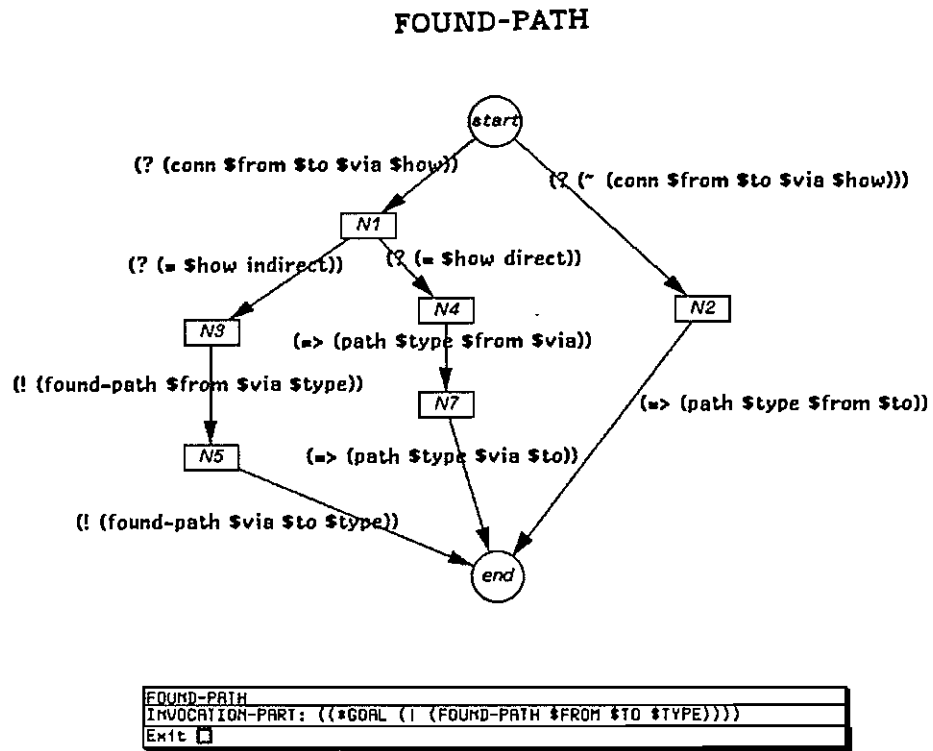 FOUND-PATH
start
(? (conn $from $to $via $how))
(? (~ (conn $from $to $via $how)))
N1
(? (= $how indirect))
(? (= $how direct))
N3
N4
N2
(=> (path $type $from $via))
(! (found-path $from $via $type))
N7
(=> (path $type $from $to))
N5
(=> (path $type $via $to))
(! (found-path $via $to $type))
end
FOUND-PATH
INVOCATION-PART: ((*GOAL (! (FOUND-PATH $FROM $TO $TYPE))))
Exit